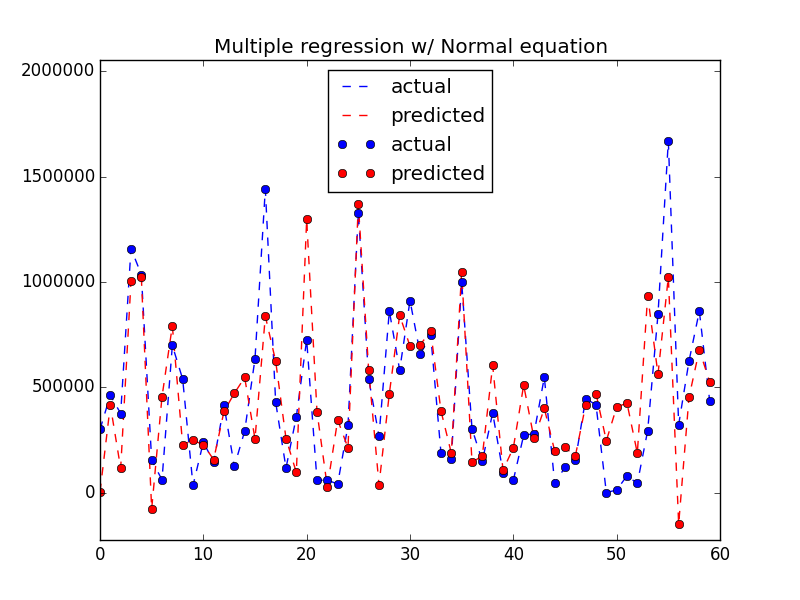 Multiple regression w/ Normal equation
2000000
1500000
1000000
500000
0
actual
predicted
actual
predicted
0 10 20 30 40 50 60